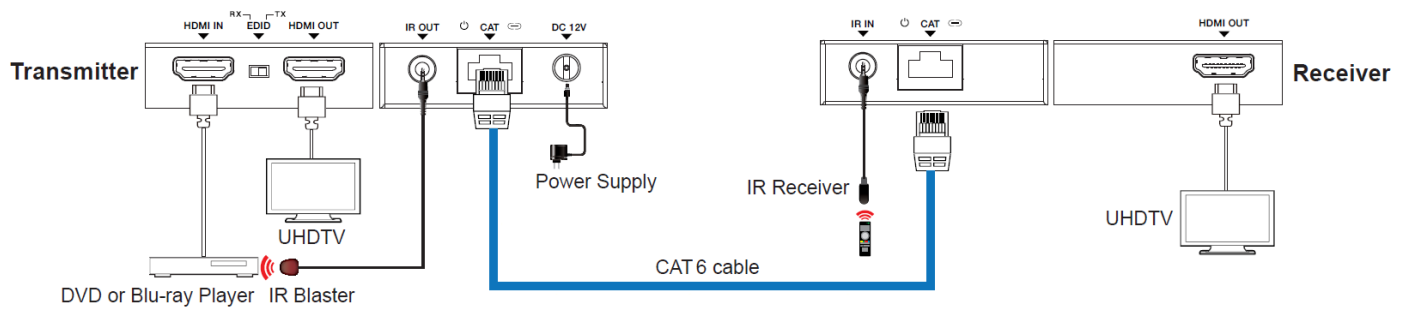 RX TX
HDMI IN EDID HDMI OUT
IR OUT CAT DC 12V
IR IN CAT
HDMI OUT
Transmitter
Receiver
Power Supply
IR Receiver
UHDTV
UHDTV
CAT 6 cable
DVD or Blu-ray Player IR Blaster